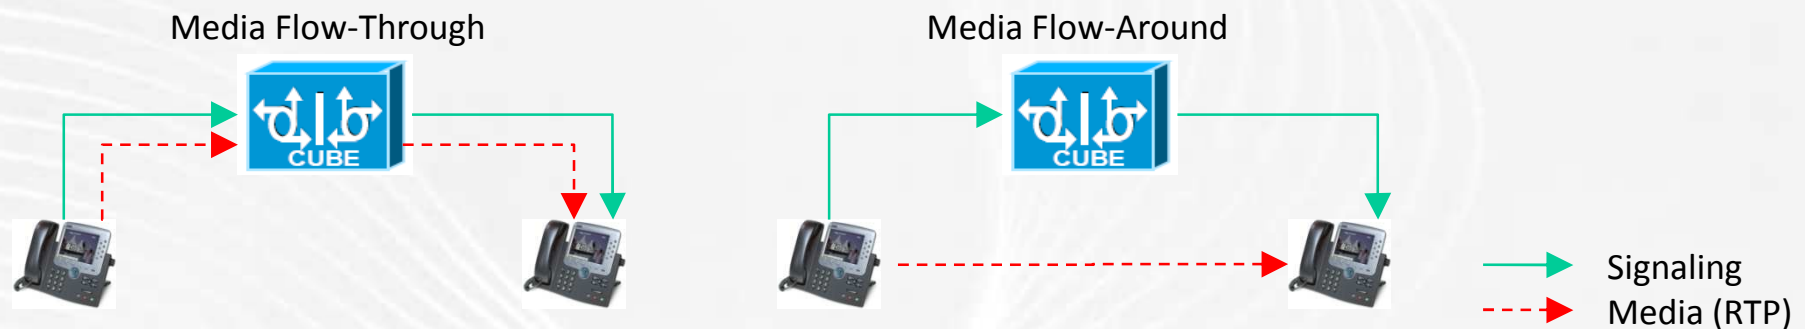 Media Flow-Through
Media Flow-Around
CUBE
CUBE
Signaling
Media (RTP)